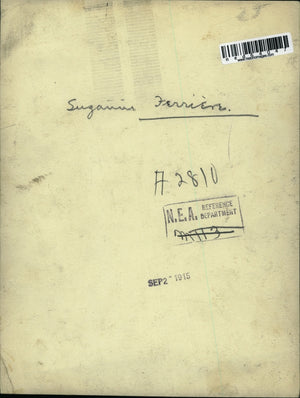 Suzanne Ferrière.
A 2810
N.E.A. REFERENCE DEPARTMENT
SEP 2 1915